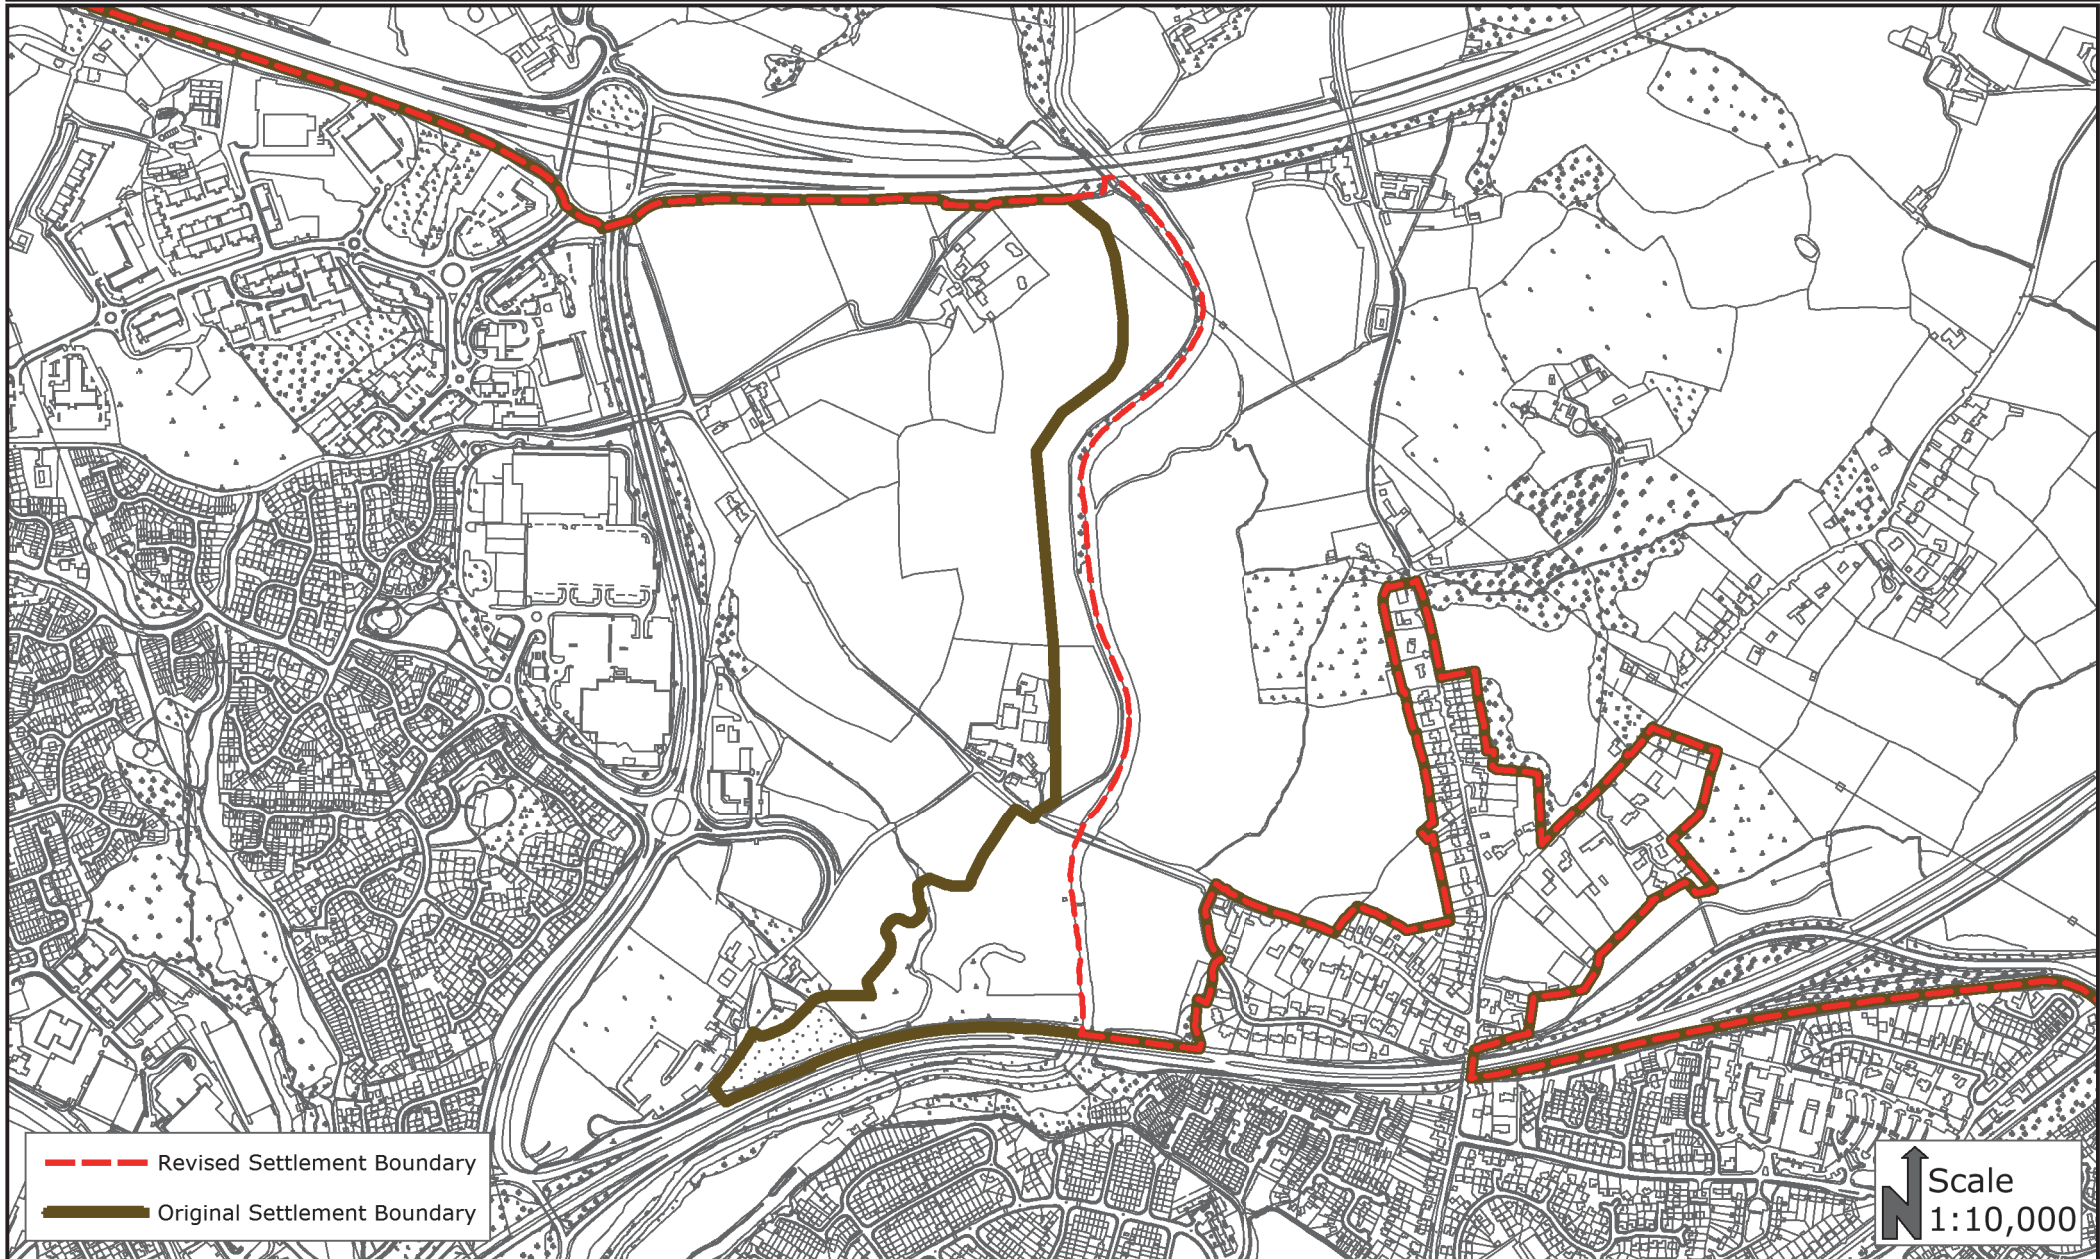 Revised Settlement Boundary
Original Settlement Boundary
N
Scale
1:10,000